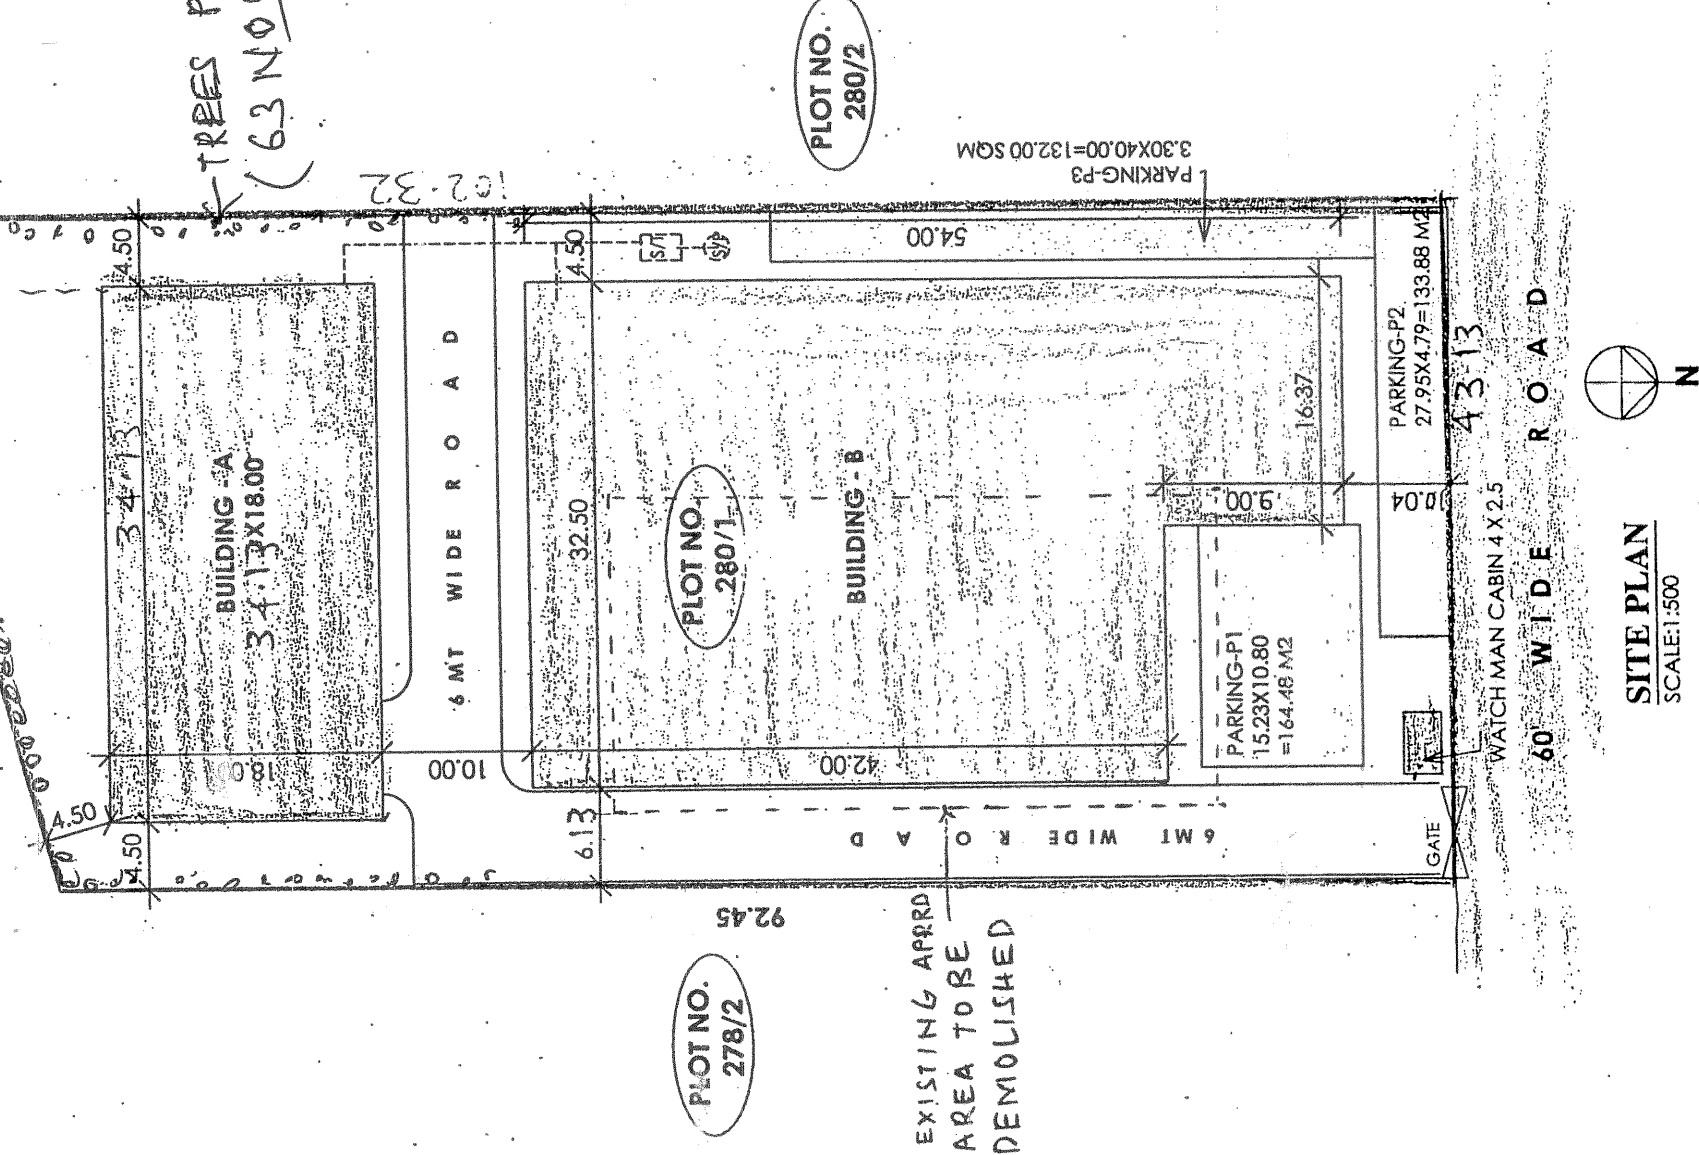 TREES
(63 NO
PLOT NO.
280/2
PARKING-P3
3.30X40.00=132.00 SQM
102.32
4.50
4.50
54.00
S/T
S/P
34.13
BUILDING - A
34.13X18.00
18.00
4.50
4.50
6 MT WIDE ROAD
10.00
32.50
PLOT NO.
280/1
BUILDING - B
42.00
16.37
9.00
10.04
PARKING-P2
27.95X4.79=133.88 M2
43.13
PARKING-P1
15.23X10.80
=164.48 M2
6.13
6 MT WIDE ROAD
GATE
WATCH MAN CABIN 4 X 2.5
60' WIDE ROAD
92.45
PLOT NO.
278/2
EXISTING
AREA TO BE
DEMOLISHED
N
SITE PLAN
SCALE:1:500